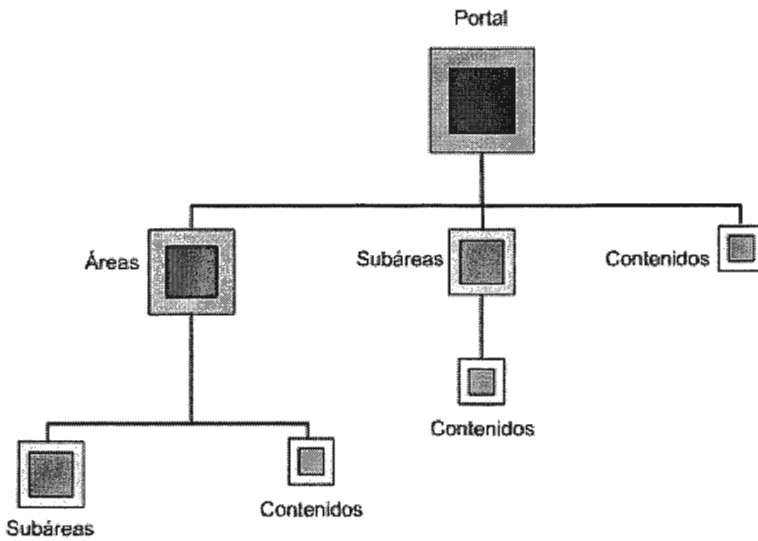 Portal
Áreas
Subáreas
Contenidos
Contenidos
Subáreas
Contenidos